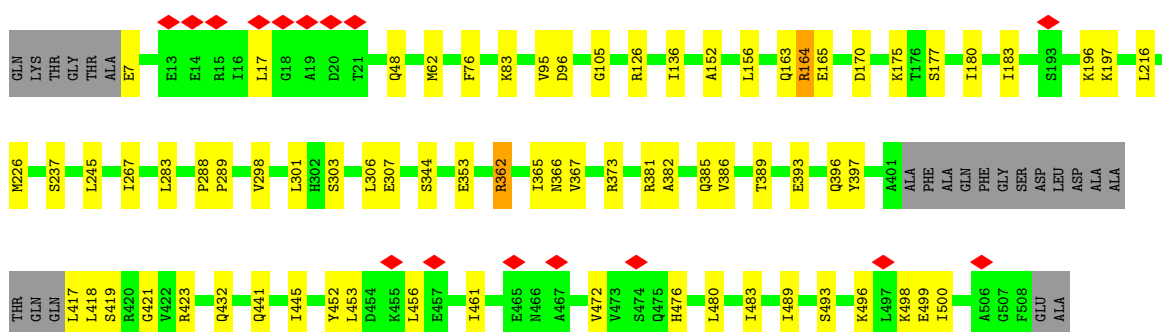 GLN LYS THR GLY THR ALA E7 E13 E14 R15 I16 L17 G18 A19 D20 T21 Q48 M62 F76 K83 V95 D96 G105 R126 I136 A152 L156 Q163 R164 E165 D170 K175 T176 S177 I180 I183 S193 K196 K197 L216
M226 S237 L245 I267 L283 P288 P289 V298 L301 H302 S303 L306 E307 S344 E353 R362 I365 N366 V367 R373 R381 A382 Q385 V386 T389 E393 Q396 Y397 A401 ALA PHE ALA GLN PHE GLY SER ASP LEU ASP ALA ALA
THR GLN GLN L417 L418 S419 R420 G421 V422 R423 Q432 Q441 I445 Y452 L453 D454 K455 L456 E457 I461 E465 N466 A467 V472 V473 S474 Q475 H476 L480 I483 I489 S493 K496 L497 K498 E499 I500 A506 G507 F508 GLU ALA